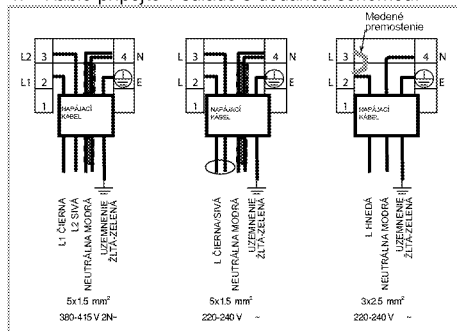 Medené
premostenie
L2 3 4 N
L1 2 E
1
NAPÁJACÍ
KÁBEL
L1 ČIERNA
L2 SIVÁ
NEUTRÁLNA MODRÁ
UZEMNENIE
ŽLTÁ-ZELENÁ
5x1.5 mm²
380-415 V 2N~
L 3 4 N
L 2 E
1
NAPÁJACÍ
KÁBEL
L ČIERNA/SIVÁ
NEUTRÁLNA MODRÁ
UZEMNENIE
ŽLTÁ-ZELENÁ
5x1.5 mm²
220-240 V ~
L 3 4 N
L 2 E
1
NAPÁJACÍ
KÁBEL
L HNEDÁ
NEUTRÁLNA MODRÁ
UZEMNENIE
ŽLTÁ-ZELENÁ
3x2.5 mm²
220-240 V ~